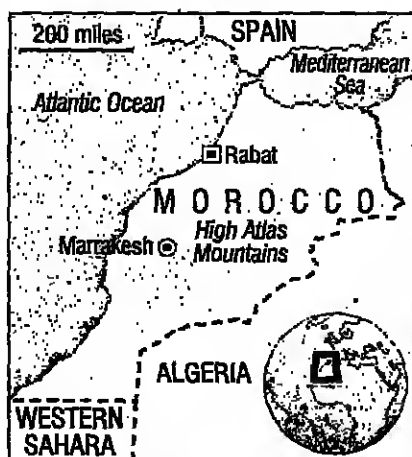 200 miles
SPAIN
Mediterranean
Sea
Atlantic Ocean
Rabat
MOROCCO
High Atlas
Mountains
Marrakesh
ALGERIA
WESTERN
SAHARA